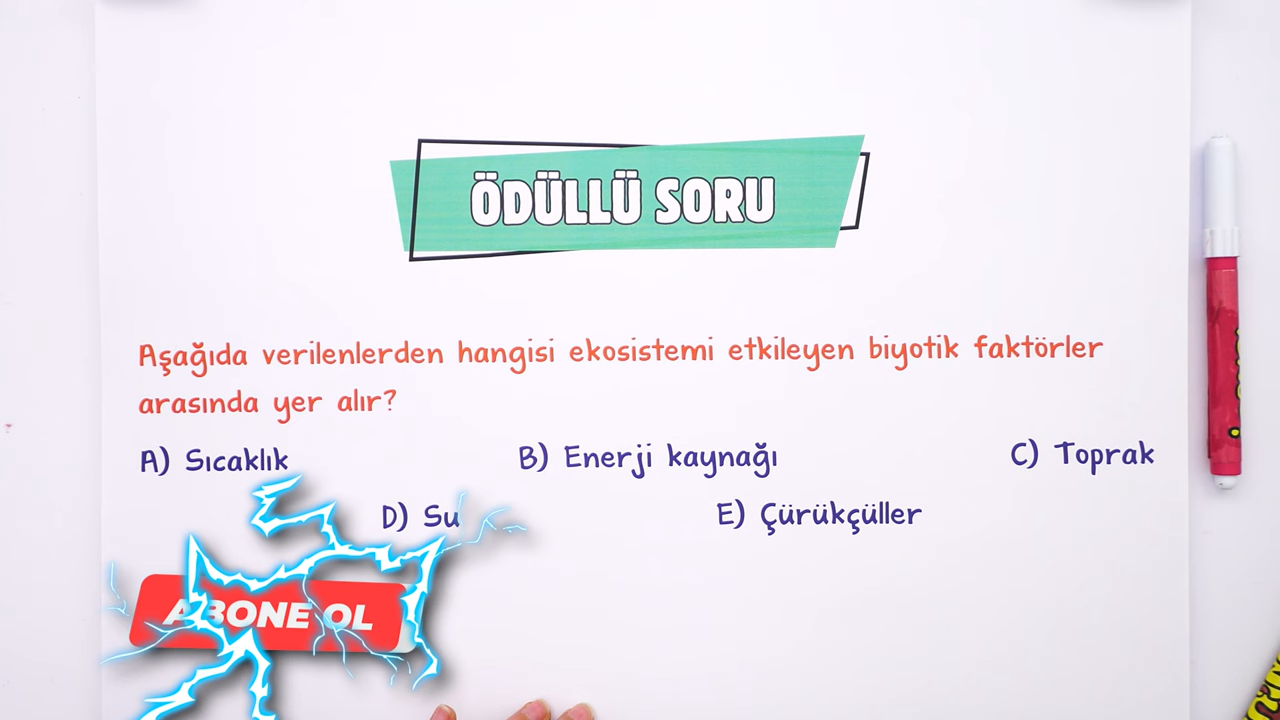 ÖDÜLLÜ SORU
Aşağıda verilenlerden hangisi ekosistemi etkileyen biyotik faktörler
arasında yer alır?
A) Sıcaklık B) Enerji kaynağı C) Toprak
D) Su E) Çürükçüller
ABONE OL